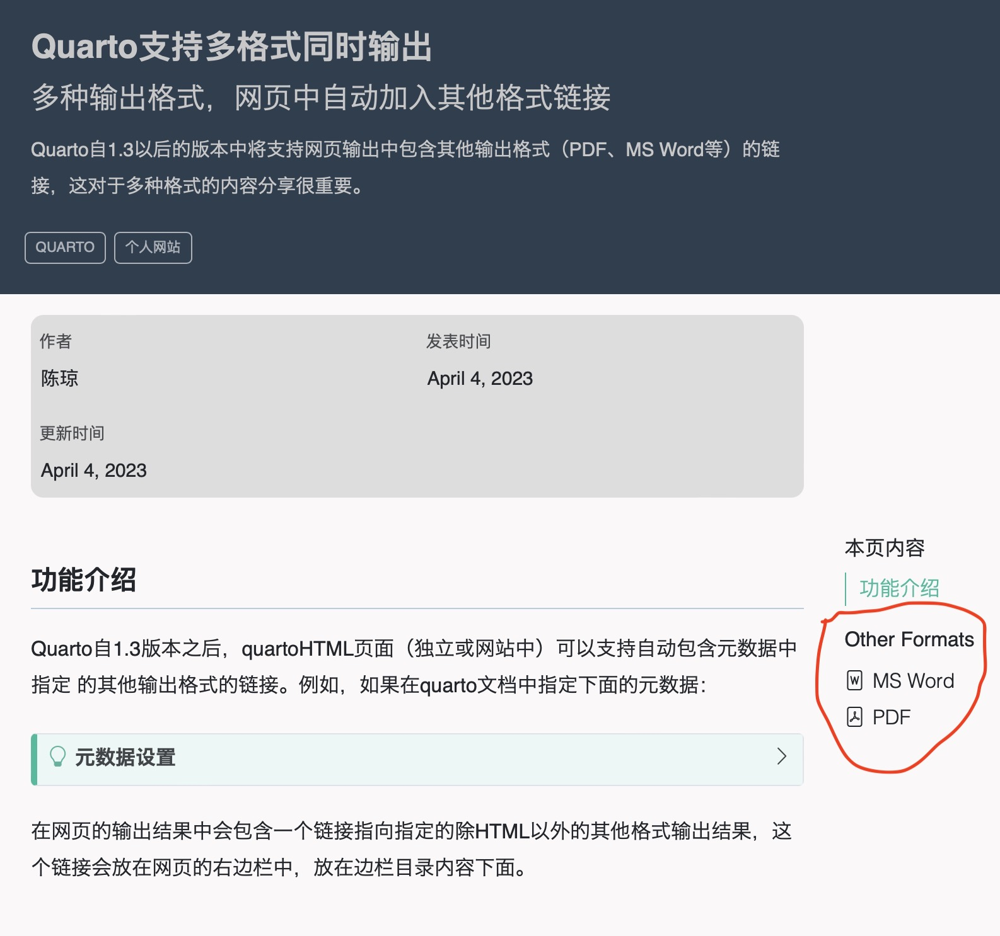 Quarto支持多格式同时输出
多种输出格式，网页中自动加入其他格式链接
Quarto自1.3以后的版本中将支持网页输出中包含其他输出格式（PDF、MS Word等）的链
接，这对于多种格式的内容分享很重要。
QUARTO 个人网站
作者 发表时间
陈琼 April 4, 2023
更新时间
April 4, 2023
功能介绍
Quarto自1.3版本之后，quartoHTML页面（独立或网站中）可以支持自动包含元数据中
指定 的其他输出格式的链接。例如，如果在quarto文档中指定下面的元数据：
元数据设置
在网页的输出结果中会包含一个链接指向指定的除HTML以外的其他格式输出结果，这
个链接会放在网页的右边栏中，放在边栏目录内容下面。
本页内容
功能介绍
Other Formats
MS Word
PDF